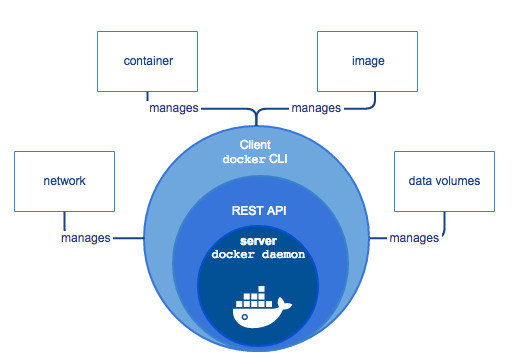 container
image
manages
manages
Client
docker CLI
network
data volumes
REST API
manages
manages
server
docker daemon